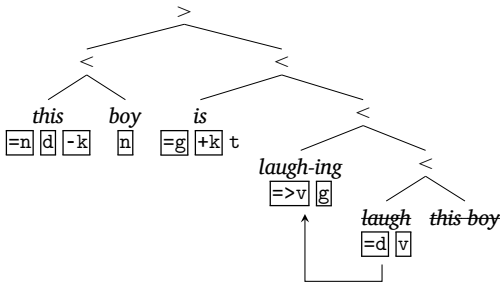 >
< <
this boy is <
=n d -k n =g +k t
laugh-ing <
=>v g
laugh this boy
=d v